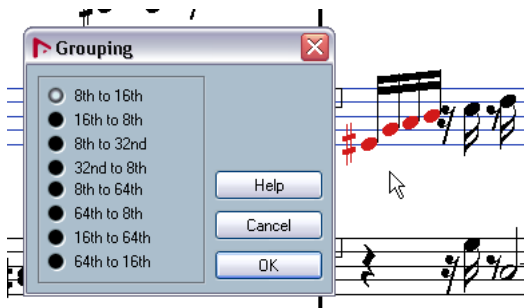 Grouping
8th to 16th
16th to 8th
8th to 32nd
32nd to 8th
8th to 64th
64th to 8th
16th to 64th
64th to 16th
Help
Cancel
OK